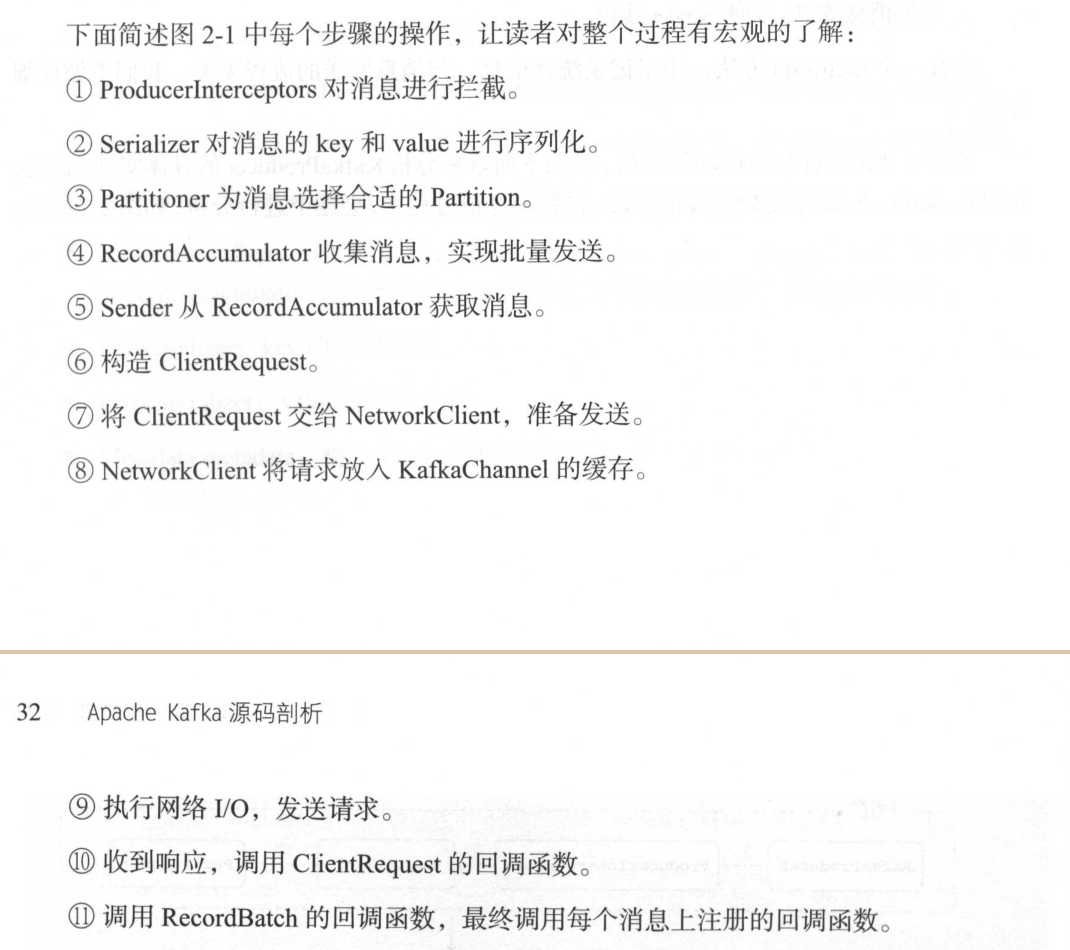 下面简述图 2-1 中每个步骤的操作，让读者对整个过程有宏观的了解：
① ProducerInterceptors 对消息进行拦截。
② Serializer 对消息的 key 和 value 进行序列化。
③ Partitioner 为消息选择合适的 Partition。
④ RecordAccumulator 收集消息，实现批量发送。
⑤ Sender 从 RecordAccumulator 获取消息。
⑥ 构造 ClientRequest。
⑦ 将 ClientRequest 交给 NetworkClient，准备发送。
⑧ NetworkClient 将请求放入 KafkaChannel 的缓存。
32 Apache Kafka 源码剖析
⑨ 执行网络 I/O，发送请求。
⑩ 收到响应，调用 ClientRequest 的回调函数。
⑪ 调用 RecordBatch 的回调函数，最终调用每个消息上注册的回调函数。